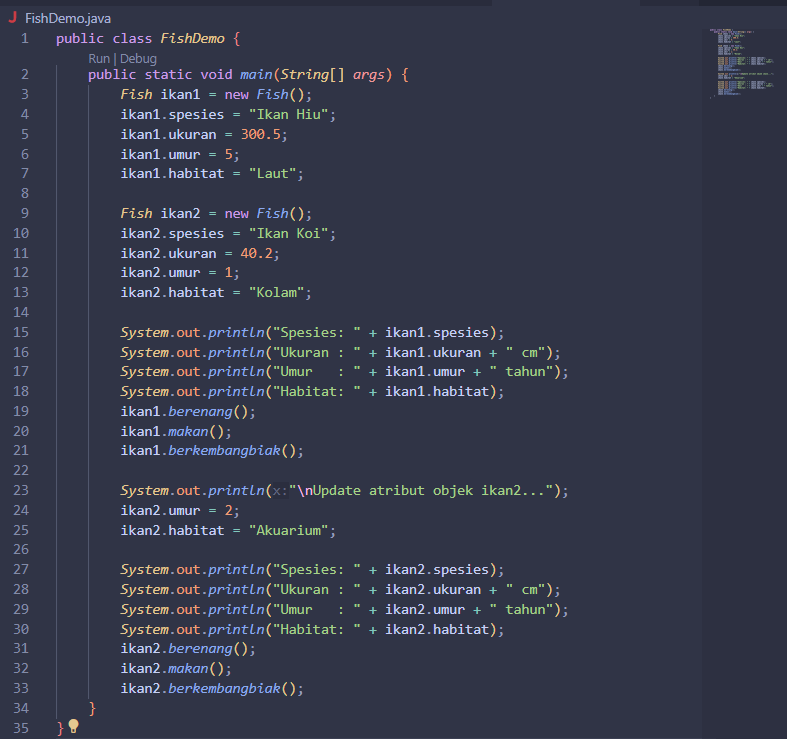 J FishDemo.java
1 public class FishDemo {
Run | Debug
2     public static void main(String[] args) {
3         Fish ikan1 = new Fish();
4         ikan1.spesies = "Ikan Hiu";
5         ikan1.ukuran = 300.5;
6         ikan1.umur = 5;
7         ikan1.habitat = "Laut";
8
9         Fish ikan2 = new Fish();
10         ikan2.spesies = "Ikan Koi";
11         ikan2.ukuran = 40.2;
12         ikan2.umur = 1;
13         ikan2.habitat = "Kolam";
14
15         System.out.println("Spesies: " + ikan1.spesies);
16         System.out.println("Ukuran : " + ikan1.ukuran + " cm");
17         System.out.println("Umur   : " + ikan1.umur + " tahun");
18         System.out.println("Habitat: " + ikan1.habitat);
19         ikan1.berenang();
20         ikan1.makan();
21         ikan1.berkembangbiak();
22
23         System.out.println(x:"\nUpdate atribut objek ikan2...");
24         ikan2.umur = 2;
25         ikan2.habitat = "Akuarium";
26
27         System.out.println("Spesies: " + ikan2.spesies);
28         System.out.println("Ukuran : " + ikan2.ukuran + " cm");
29         System.out.println("Umur   : " + ikan2.umur + " tahun");
30         System.out.println("Habitat: " + ikan2.habitat);
31         ikan2.berenang();
32         ikan2.makan();
33         ikan2.berkembangbiak();
34     }
35 }